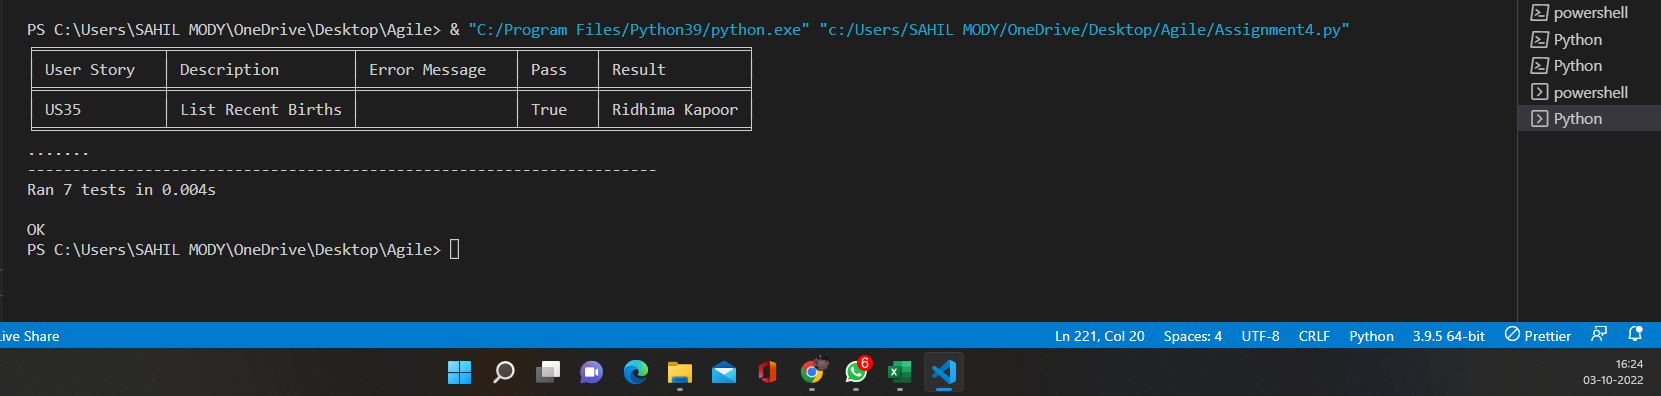 PS C:\Users\SAHIL MODY\OneDrive\Desktop\Agile> & "C:/Program Files/Python39/python.exe" "c:/Users/SAHIL MODY/OneDrive/Desktop/Agile/Assignment4.py"
User Story Description Error Message Pass Result
US35 List Recent Births True Ridhima Kapoor
.......
----------------------------------------------------------------------
Ran 7 tests in 0.004s
OK
PS C:\Users\SAHIL MODY\OneDrive\Desktop\Agile>
powershell
Python
Python
powershell
Python
ive Share Ln 221, Col 20 Spaces: 4 UTF-8 CRLF Python 3.9.5 64-bit Prettier
6
16:24
03-10-2022